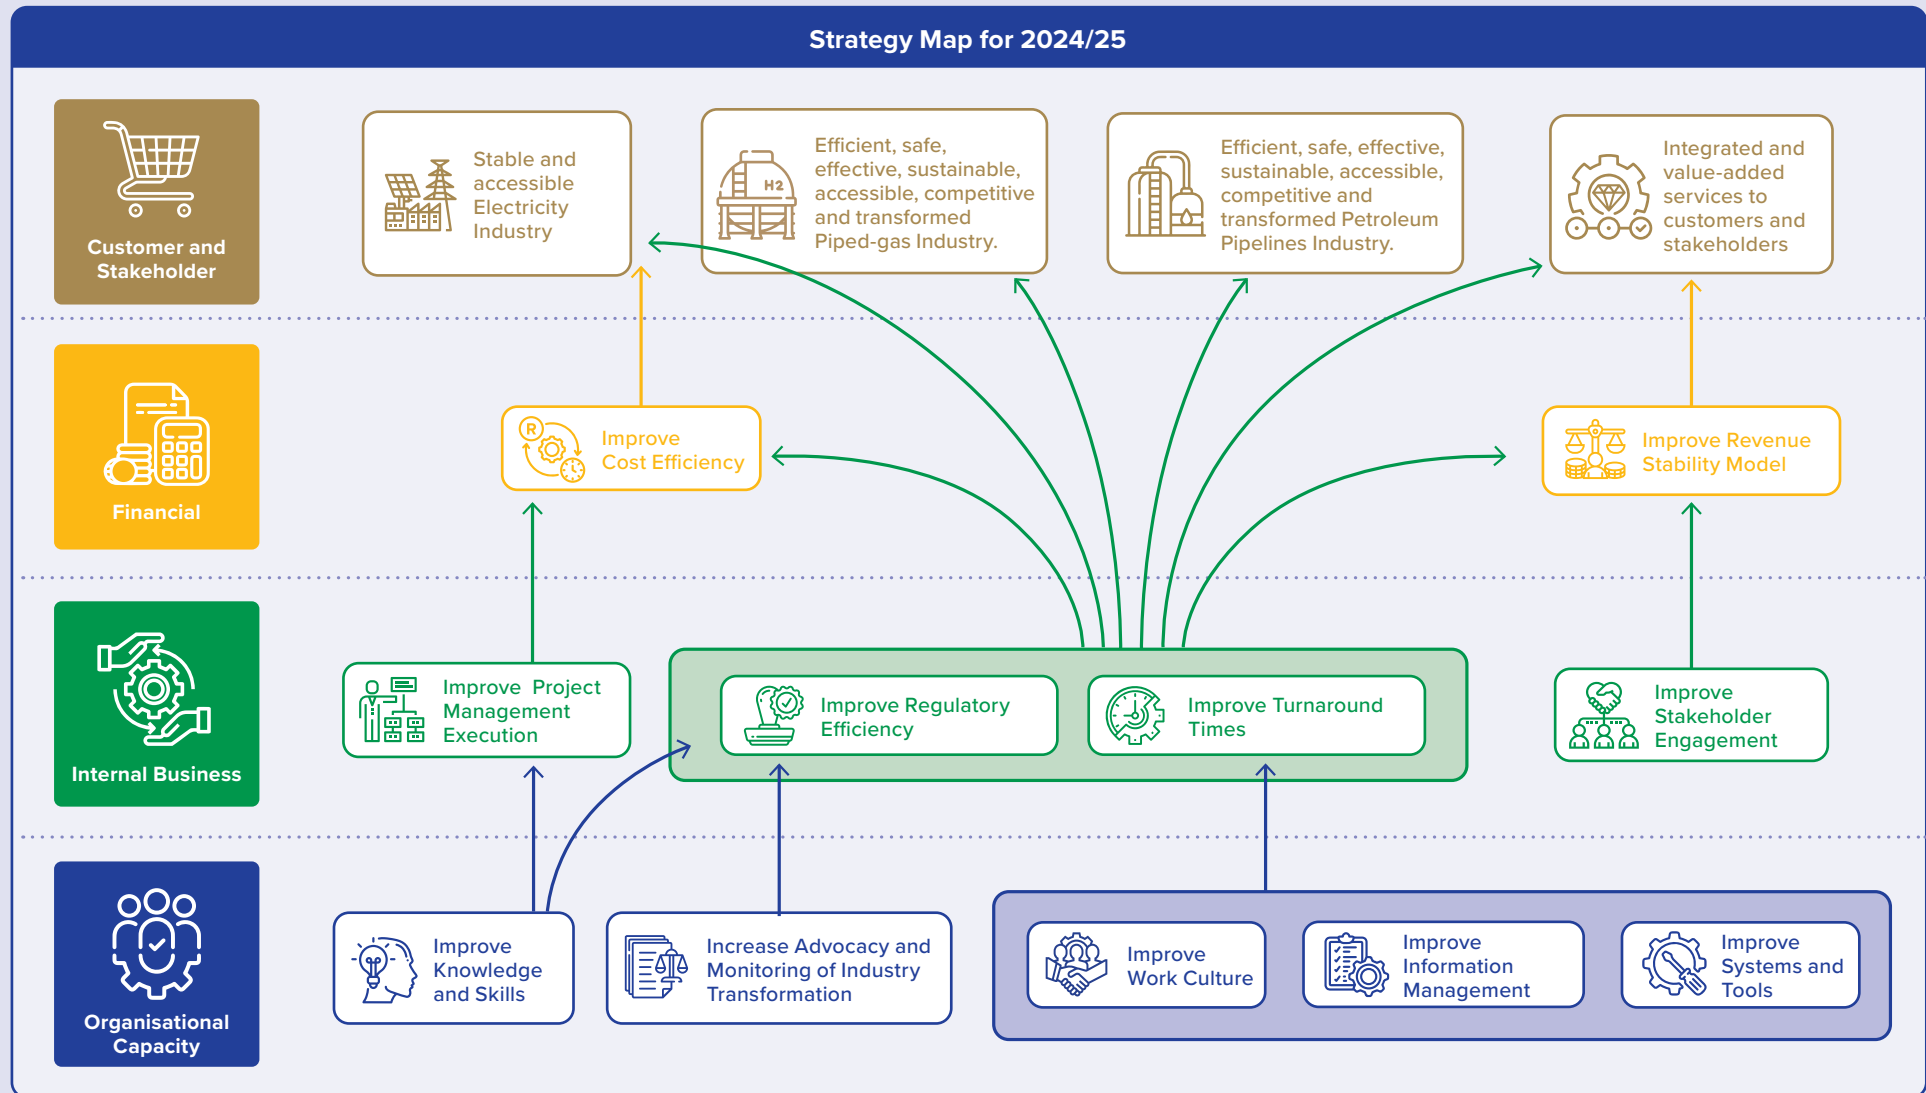 Strategy Map for 2024/25
Customer and
Stakeholder
Stable and
accessible
Electricity
Industry
H2
Efficient, safe,
effective, sustainable,
accessible, competitive
and transformed
Piped-gas Industry.
Efficient, safe, effective,
sustainable, accessible,
competitive and
transformed Petroleum
Pipelines Industry.
Integrated and
value-added
services to
customers and
stakeholders
Financial
R
Improve
Cost Efficiency
Improve Revenue
Stability Model
Internal Business
Improve Project
Management
Execution
Improve Regulatory
Efficiency
Improve Turnaround
Times
Improve
Stakeholder
Engagement
Organisational
Capacity
Improve
Knowledge
and Skills
Increase Advocacy and
Monitoring of Industry
Transformation
Improve
Work Culture
Improve
Information
Management
Improve
Systems and
Tools